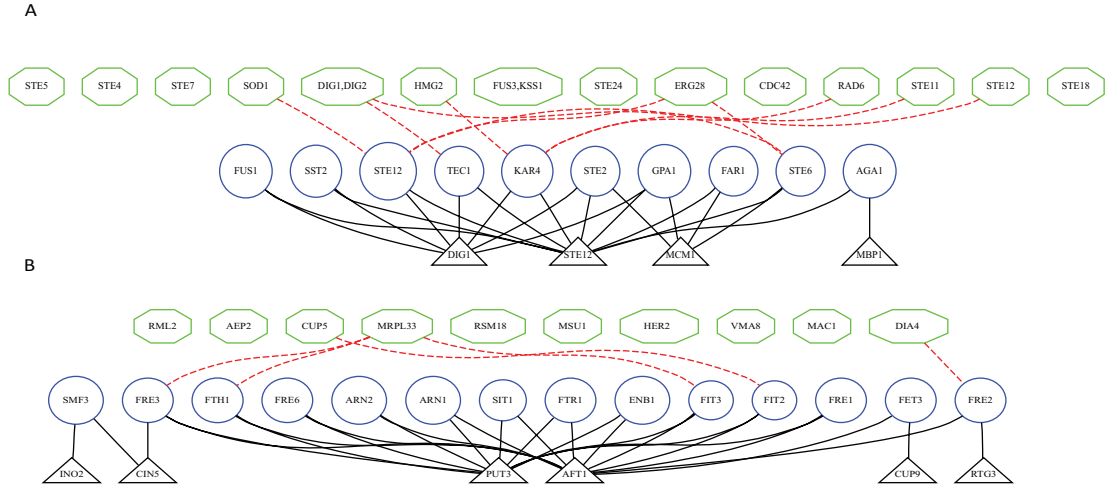 A
STE5 STE4 STE7 SOD1 DIG1,DIG2 HMG2 FUS3,KSS1 STE24 ERG28 CDC42 RAD6 STE11 STE12 STE18
FUS1 SST2 STE12 TEC1 KAR4 STE2 GPA1 FAR1 STE6 AGA1
DIG1 STE12 MCM1 MBP1
B
RML2 AEP2 CUP5 MRPL33 RSM18 MSU1 HER2 VMA8 MAC1 DIA4
SMF3 FRE3 FTH1 FRE6 ARN2 ARN1 SIT1 FTR1 ENB1 FIT3 FIT2 FRE1 FET3 FRE2
INO2 CIN5 PUT3 AFT1 CUP9 RTG3